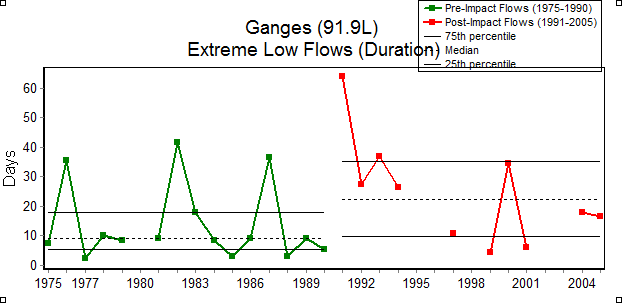 Ganges (91.9L)
Extreme Low Flows (Duration)
Pre-Impact Flows (1975-1990)
Post-Impact Flows (1991-2005)
75th percentile
Median
25th percentile
Days
60
50
40
30
20
10
0
1975 1977 1980 1983 1986 1989 1992 1995 1998 2001 2004